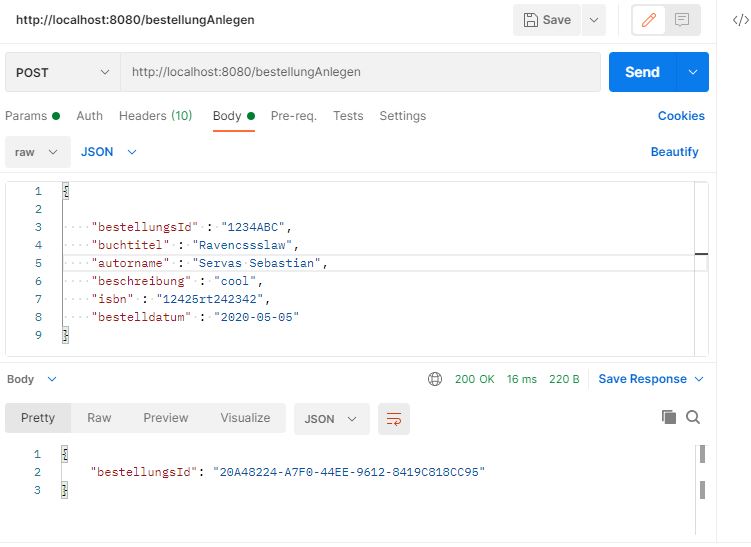 http://localhost:8080/bestellungAnlegen
Save
</>
POST
http://localhost:8080/bestellungAnlegen
Send
Params Auth Headers (10) Body Pre-req. Tests Settings Cookies
raw JSON Beautify
1 {
2
3 "bestellungsId" : "1234ABC",
4 "buchtitel" : "Ravencssslaw",
5 "autorname" : "Servas Sebastian",
6 "beschreibung" : "cool",
7 "isbn" : "12425rt242342",
8 "bestelldatum" : "2020-05-05"
9 }
Body 200 OK 16 ms 220 B Save Response
Pretty Raw Preview Visualize JSON
1 {
2 "bestellungsId": "20A48224-A7F0-44EE-9612-8419C818CC95"
3 }